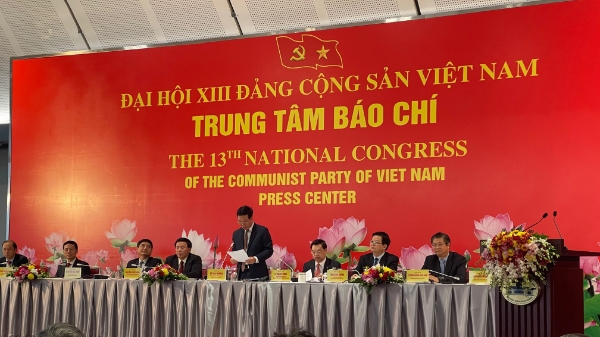 ĐẠI HỘI XIII ĐẢNG CỘNG SẢN VIỆT NAM
TRUNG TÂM BÁO CHÍ
THE 13TH NATIONAL CONGRESS
OF THE COMMUNIST PARTY OF VIET NAM
PRESS CENTER